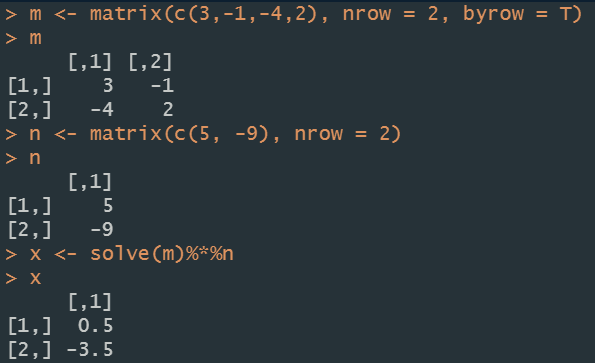 > m <- matrix(c(3,-1,-4,2), nrow = 2, byrow = T)
> m
     [,1] [,2]
[1,]    3   -1
[2,]   -4    2
> n <- matrix(c(5, -9), nrow = 2)
> n
     [,1]
[1,]    5
[2,]   -9
> x <- solve(m)%*%n
> x
     [,1]
[1,]  0.5
[2,] -3.5